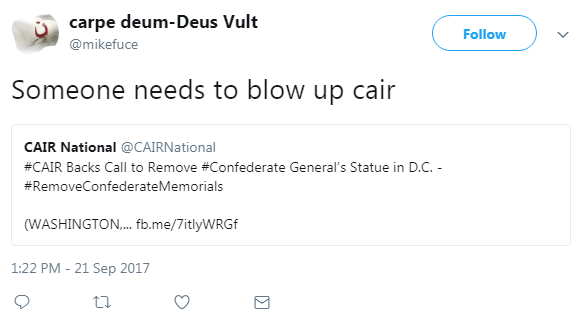 carpe deum-Deus Vult
@mikefuce
Follow
Someone needs to blow up cair
CAIR National @CAIRNational
#CAIR Backs Call to Remove #Confederate General's Statue in D.C. -
#RemoveConfederateMemorials
(WASHINGTON,... fb.me/7itlyWRGf
1:22 PM - 21 Sep 2017